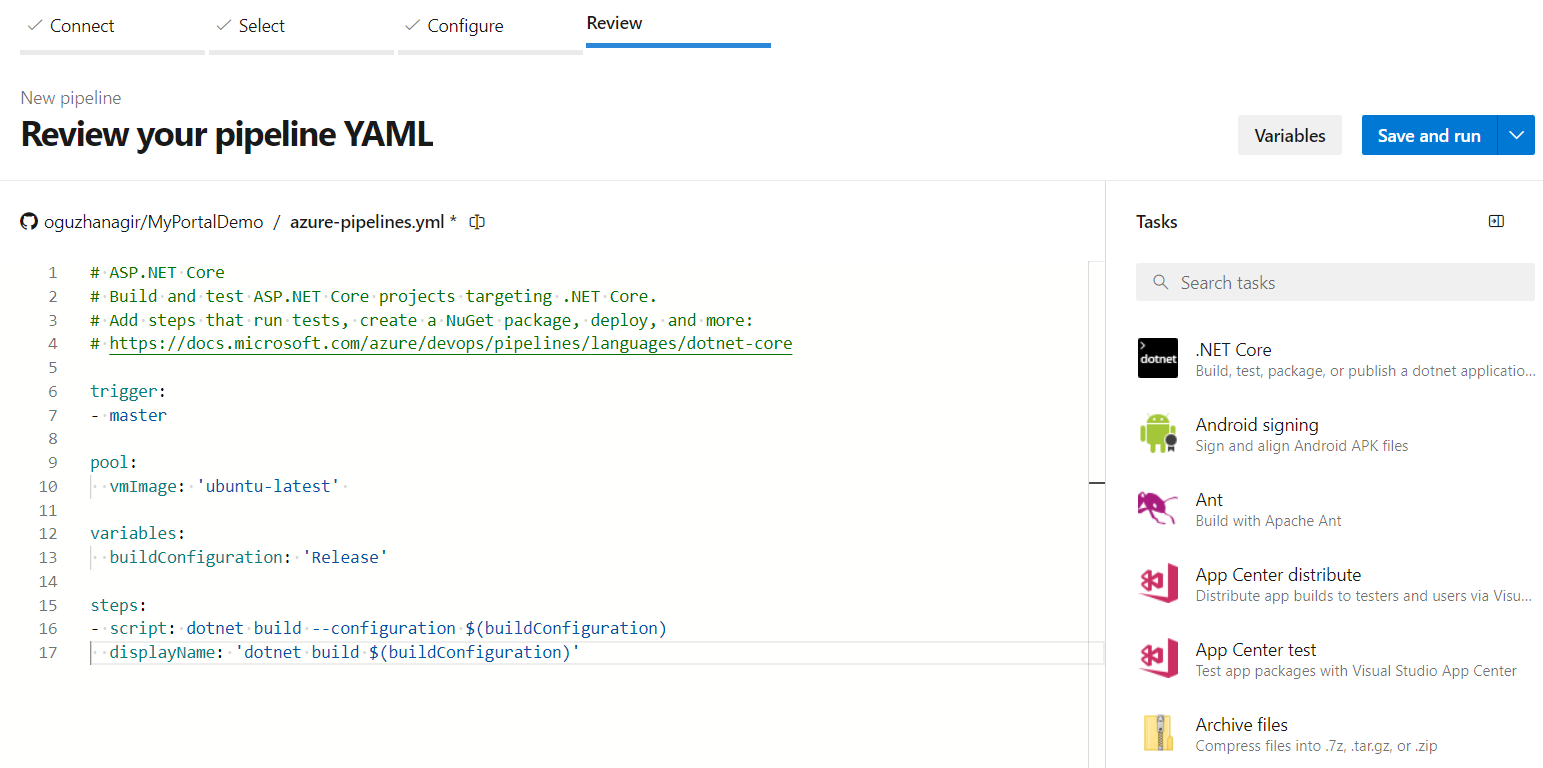 Connect
Select
Configure
Review
New pipeline
Review your pipeline YAML
Variables
Save and run
oguzhanagir/MyPortalDemo / azure-pipelines.yml *
1 # ASP.NET Core
2 # Build and test ASP.NET Core projects targeting .NET Core.
3 # Add steps that run tests, create a NuGet package, deploy, and more:
4 # https://docs.microsoft.com/azure/devops/pipelines/languages/dotnet-core
5
6 trigger:
7 - master
8
9 pool:
10   vmImage: 'ubuntu-latest'
11
12 variables:
13   buildConfiguration: 'Release'
14
15 steps:
16 - script: dotnet build --configuration $(buildConfiguration)
17   displayName: 'dotnet build $(buildConfiguration)'
Tasks
Search tasks
dotnet
.NET Core
Build, test, package, or publish a dotnet applicatio...
Android signing
Sign and align Android APK files
Ant
Build with Apache Ant
App Center distribute
Distribute app builds to testers and users via Visu...
App Center test
Test app packages with Visual Studio App Center
Archive files
Compress files into .7z, .tar.gz, or .zip